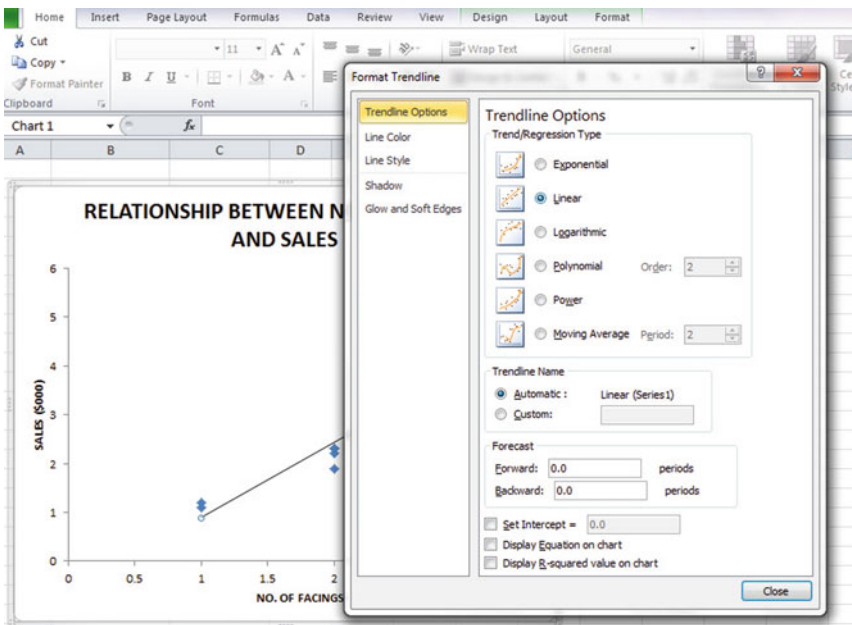 Home Insert Page Layout Formulas Data Review View Design Layout Format
Cut
Copy
Format Painter
Clipboard
11 A A
B I U A
Font
Wrap Text
General
Style
Chart 1 fx
A B C D
RELATIONSHIP BETWEEN N
AND SALES
6
5
4
3
2
1
0
SALES ($000)
0 0.5 1 1.5 2
NO. OF FACINGS
Format Trendline
Trendline Options
Line Color
Line Style
Shadow
Glow and Soft Edges
Trendline Options
Trend/Regression Type
Exponential
Linear
Logarithmic
Polynomial Order: 2
Power
Moving Average Period: 2
Trendline Name
Automatic : Linear (Series1)
Custom:
Forecast
Forward: 0.0 periods
Backward: 0.0 periods
Set Intercept = 0.0
Display Equation on chart
Display R-squared value on chart
Close